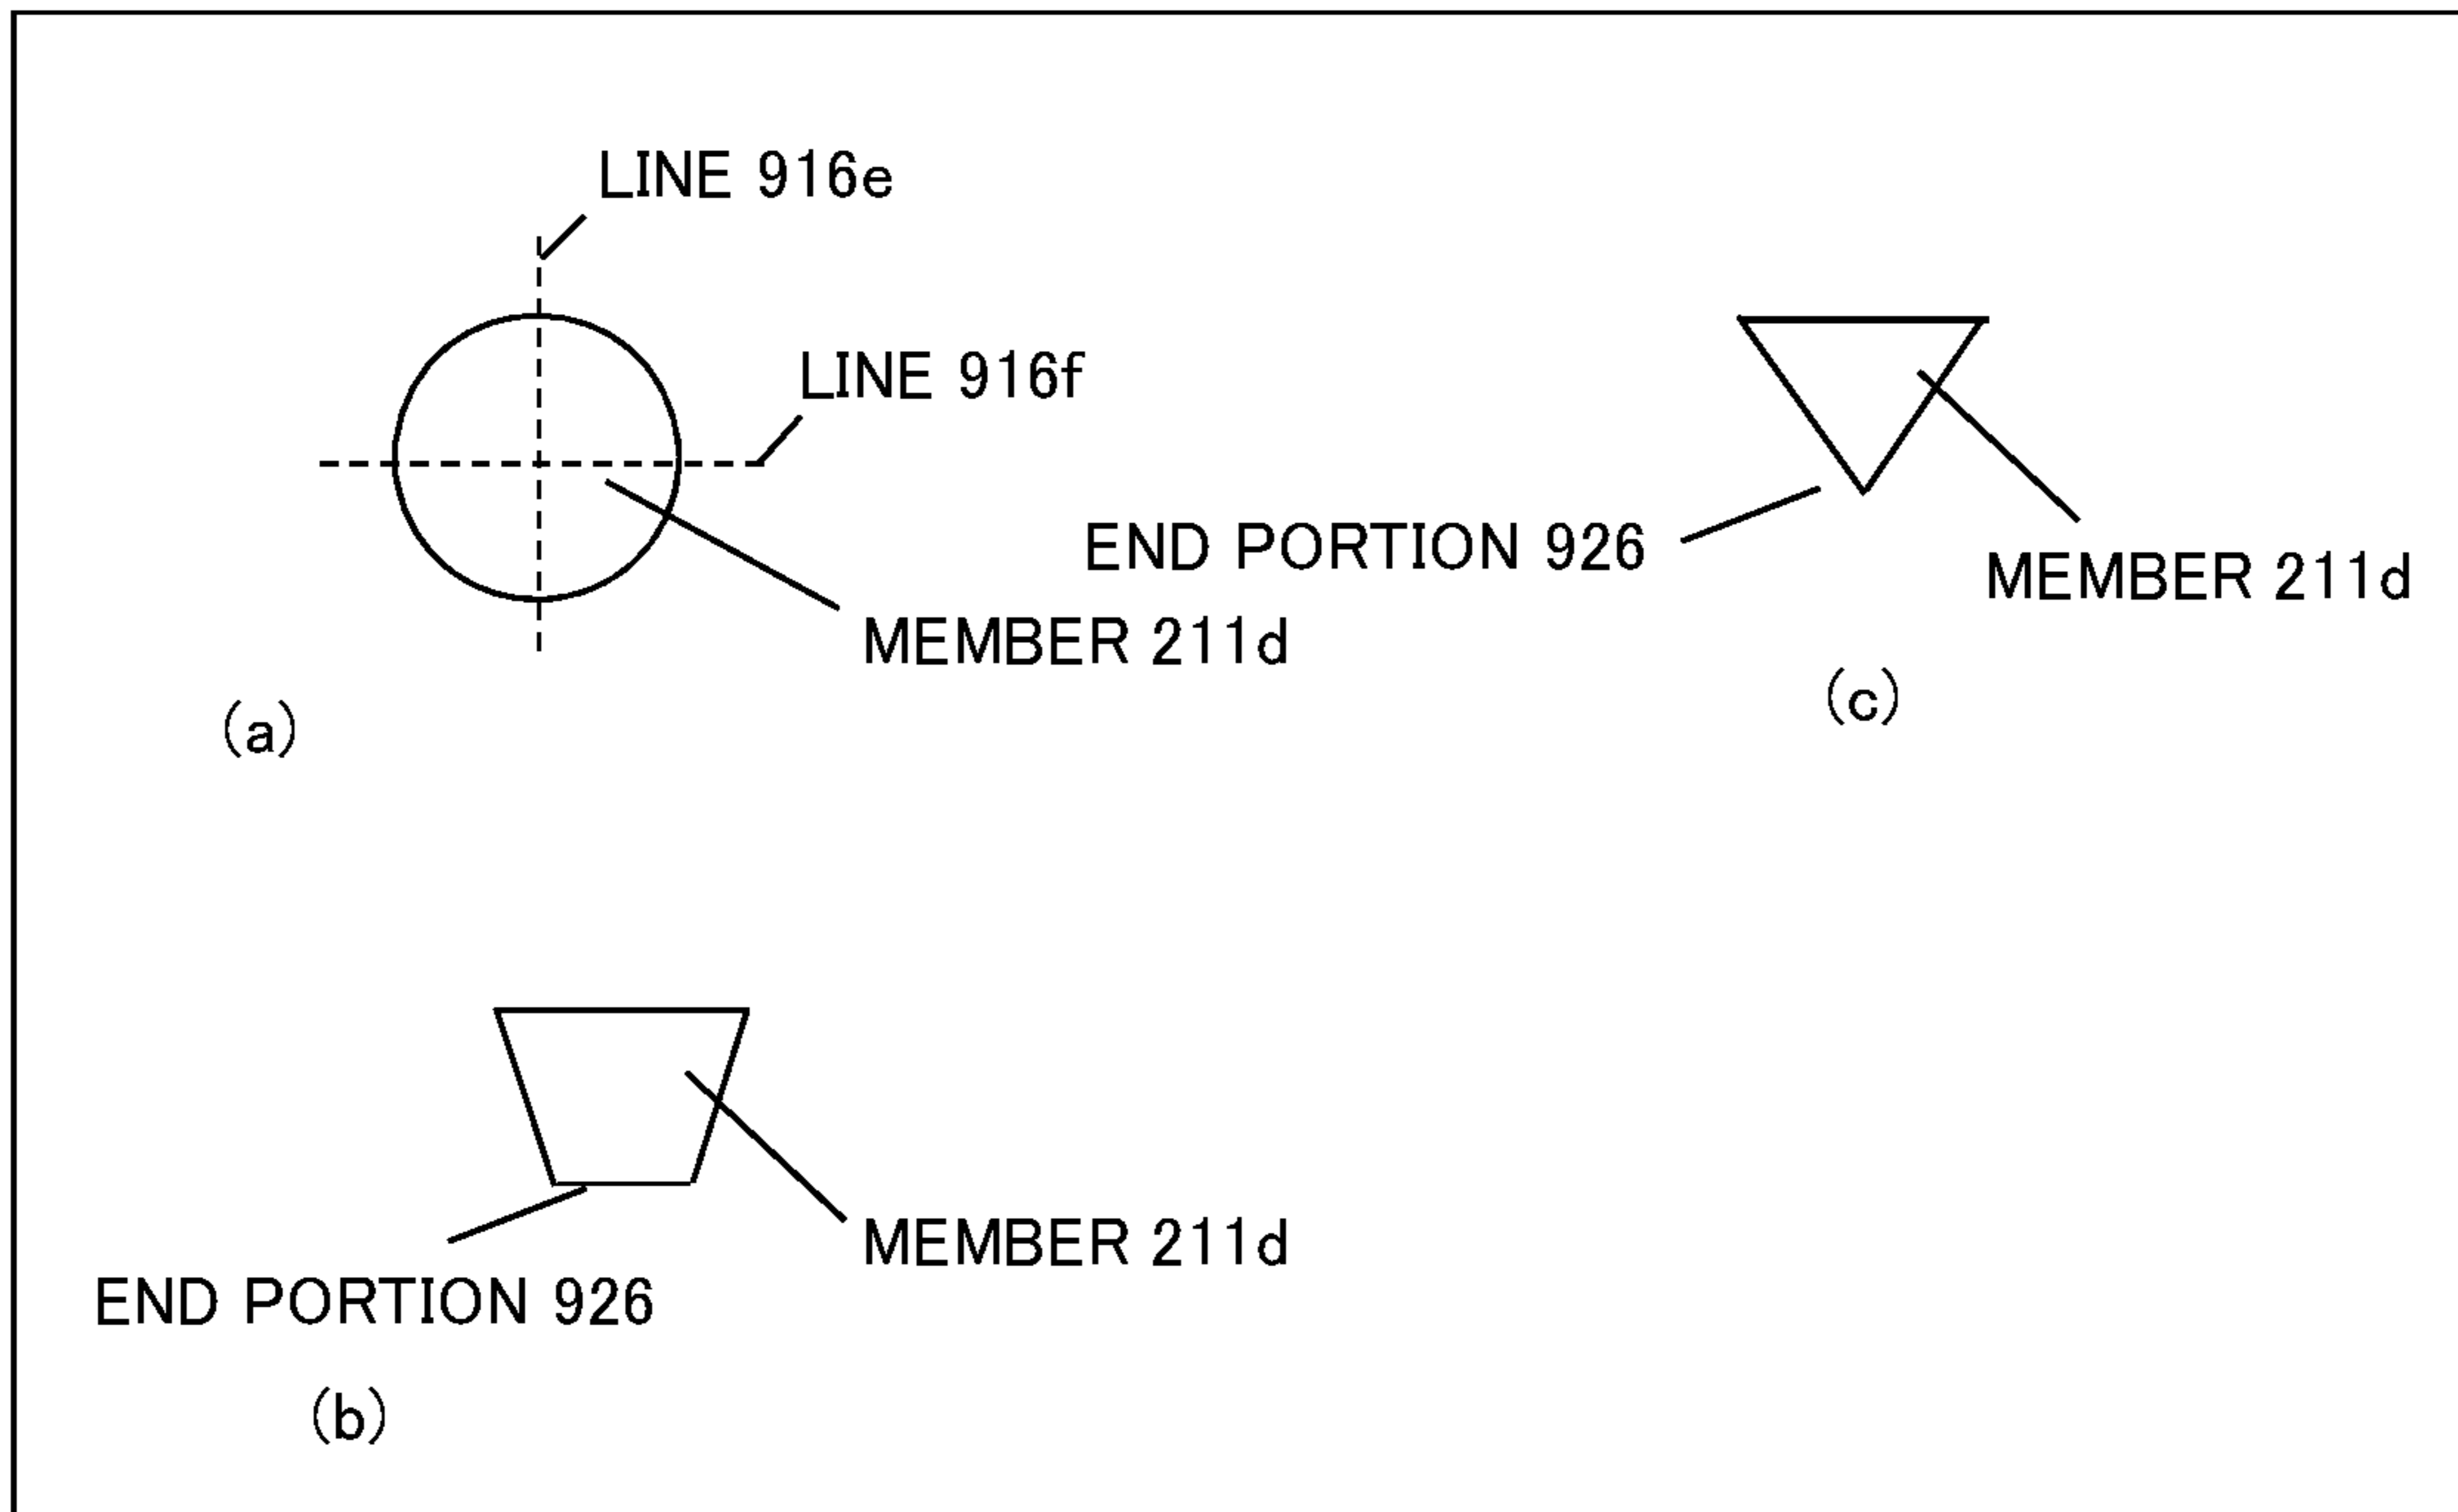 LINE 916e
LINE 916f
MEMBER 211d
(a)
END PORTION 926
MEMBER 211d
(c)
MEMBER 211d
END PORTION 926
(b)